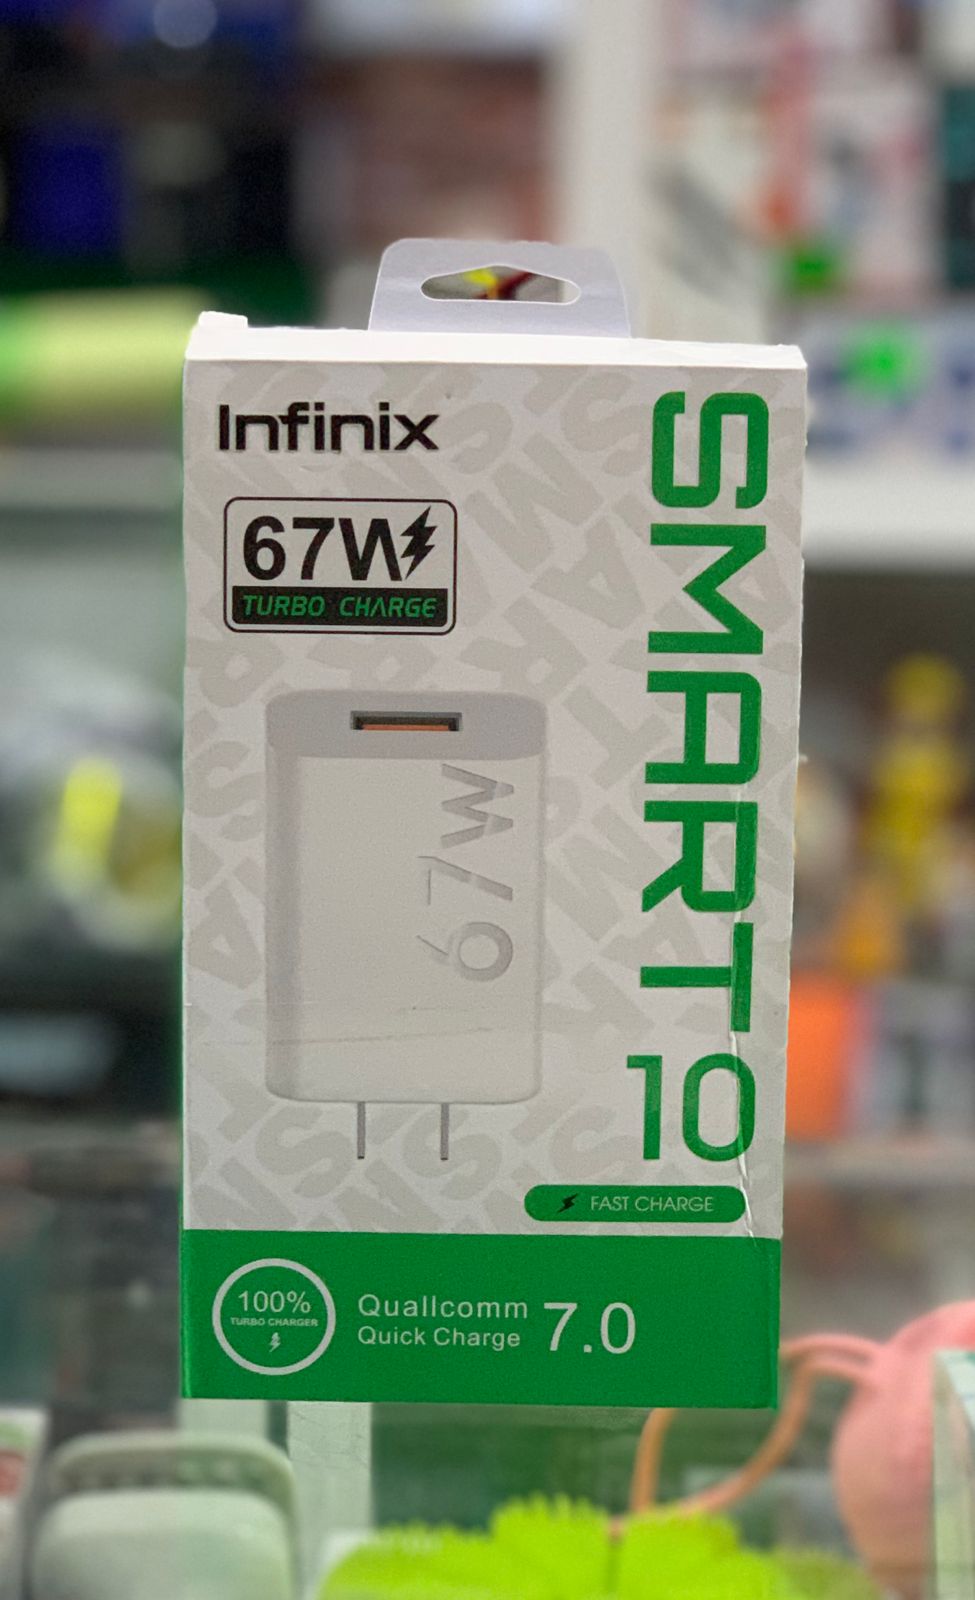 Infinix
67W
TURBO CHARGE
67W
SMART 10
FAST CHARGE
100%
TURBO CHARGER
Quallcomm
Quick Charge
7.0